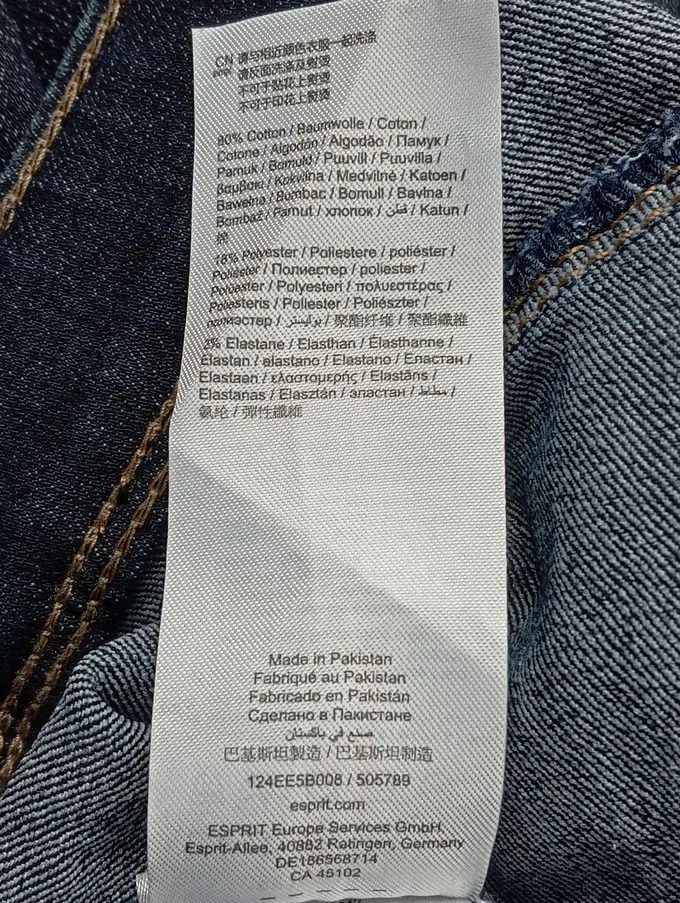 CN 请与相近颜色衣服一起洗涤
请反面洗涤及熨烫
不可于贴花上熨烫
不可于印花上熨烫
80% Cotton / Baumwolle / Coton /
Cotone / Algodón / Algodão / Памук /
Pamuk / Bomuld / Puuvill / Puuvilla /
βαμβακι / Kokvilna / Medvilnė / Katoen /
Bawełna / Bumbac / Bomull / Bavlna /
Bombaž / Pamut / хлопок / قطن / Katun /
棉
18% Polyester / Poliestere / poliéster /
Poliéster / Полиестер / poliester /
Polüester / Polyesteri / πολυεστέρας /
Poliesteris / Poliester / Poliészter /
полиэстер / بوليستر / 聚酯纤维 / 聚酯纖維
2% Elastane / Elasthan / Élasthanne /
Elastan / elastano / Elastano / Еластан /
Elastaan / ελαστομερής / Elastāns /
Elastanas / Elasztán / эластан / مطاط /
氨纶 / 彈性纖維
Made in Pakistan
Fabriqué au Pakistan
Fabricado en Pakistán
Сделано в Пакистане
صنع في باكستان
巴基斯坦製造 / 巴基斯坦制造
124EE5B008 / 505789
esprit.com
ESPRIT Europe Services GmbH,
Esprit-Allee, 40882 Ratingen, Germany
DE186568714
CA 45102